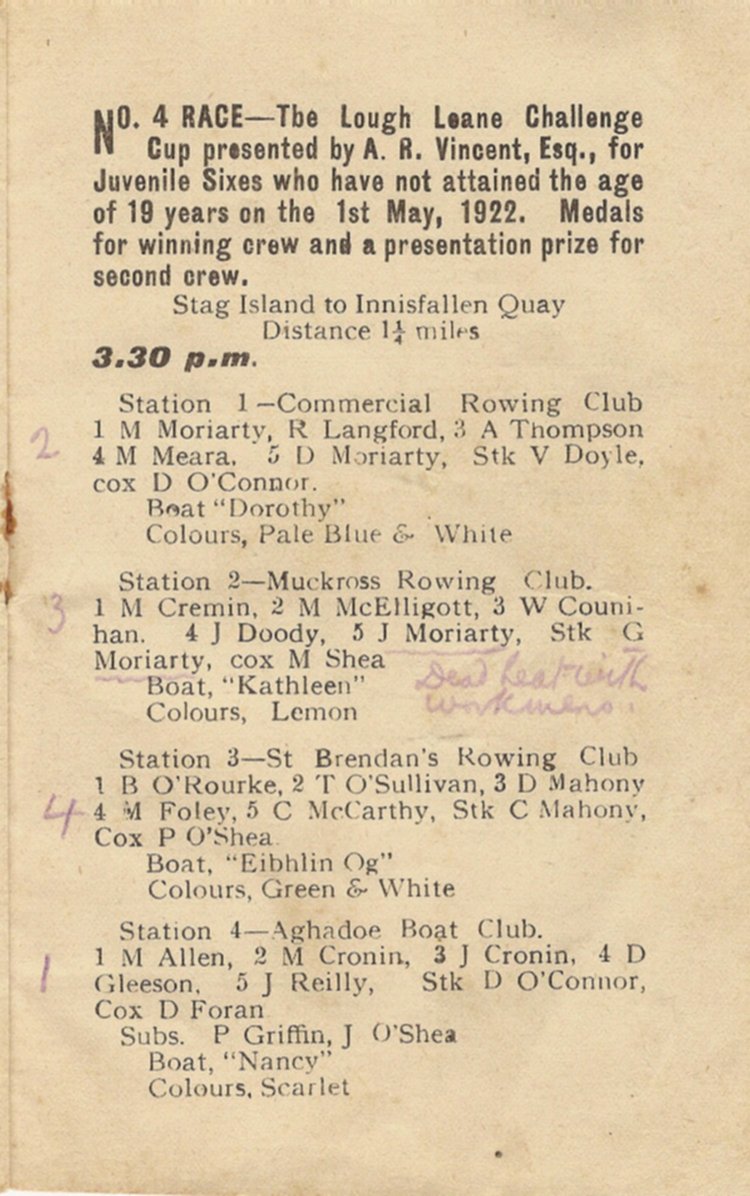 NO. 4 RACE—The Lough Leane Challenge
Cup presented by A. R. Vincent, Esq., for
Juvenile Sixes who have not attained the age
of 19 years on the 1st May, 1922. Medals
for winning crew and a presentation prize for
second crew.
Stag Island to Innisfallen Quay
Distance 1¼ miles
3.30 p.m.
Station 1—Commercial Rowing Club
1 M Moriarty, R Langford, 3 A Thompson
2
4 M Meara. 5 D Moriarty, Stk V Doyle,
cox D O'Connor.
Boat "Dorothy"
Colours, Pale Blue & White
Station 2—Muckross Rowing Club.
3
1 M Cremin, 2 M McElligott, 3 W Couni-
han. 4 J Doody, 5 J Moriarty, Stk G
Moriarty, cox M Shea
Boat, "Kathleen"
Dead heat with
workmens.
Colours, Lemon
Station 3—St Brendan's Rowing Club
1 B O'Rourke, 2 T O'Sullivan, 3 D Mahony
4
4 M Foley, 5 C McCarthy, Stk C Mahony,
Cox P O'Shea
Boat, "Eibhlin Og"
Colours, Green & White
Station 4—Aghadoe Boat Club.
1 M Allen, 2 M Cronin, 3 J Cronin, 4 D
1
Gleeson, 5 J Reilly, Stk D O'Connor,
Cox D Foran
Subs. P Griffin, J O'Shea
Boat, "Nancy"
Colours, Scarlet